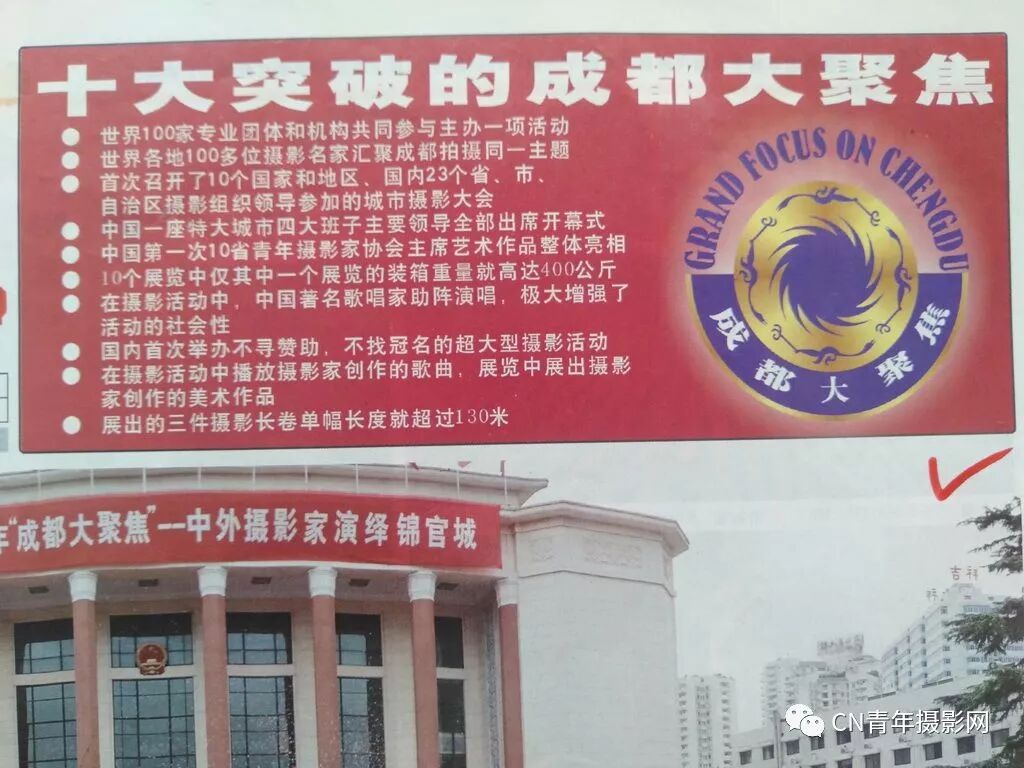 十大突破的成都大聚焦
● 世界100家专业团体和机构共同参与主办一项活动
● 世界各地100多位摄影名家汇聚成都拍摄同一主题
● 首次召开了10个国家和地区、国内23个省、市、
自治区摄影组织领导参加的城市摄影大会
● 中国一座特大城市四大班子主要领导全部出席开幕式
● 中国第一次10省青年摄影家协会主席艺术作品整体亮相
● 10个展览中仅其中一个展览的装箱重量就高达400公斤
● 在摄影活动中，中国著名歌唱家助阵演唱，极大增强了
活动的社会性
● 国内首次举办不寻赞助，不找冠名的超大型摄影活动
● 在摄影活动中播放摄影家创作的歌曲，展览中展出摄影
家创作的美术作品
● 展出的三件摄影长卷单幅长度就超过130米
GRAND FOCUS ON CHENGDU
成都大聚焦
年“成都大聚焦”--中外摄影家演绎锦官城
吉祥
CN青年摄影网